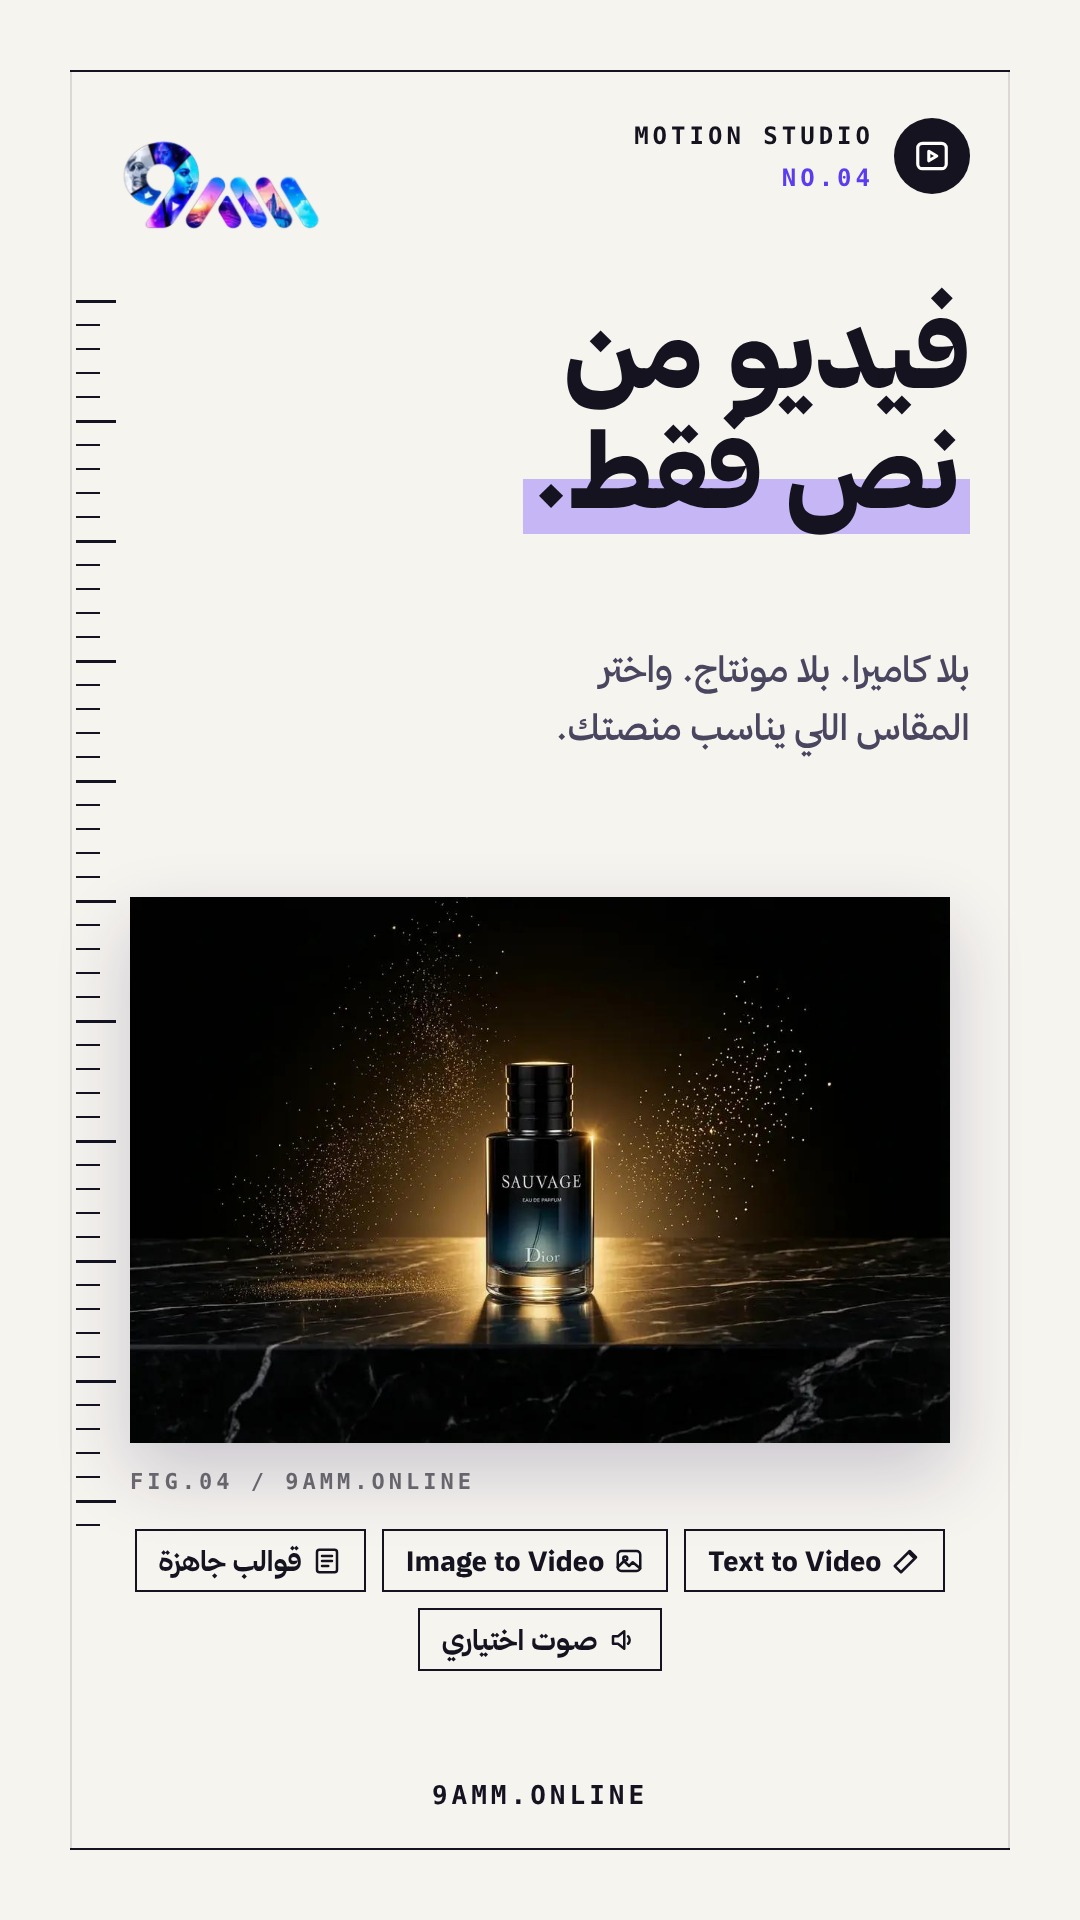 9amm
MOTION STUDIO
NO.04
فيديو من
نص فقط.
بلا كاميرا. بلا مونتاج. واختر
المقاس اللي يناسب منصتك.
SAUVAGE
EAU DE PARFUM
Dior
FIG.04 / 9AMM.ONLINE
Text to Video
Image to Video
قوالب جاهزة
صوت اختياري
9AMM.ONLINE